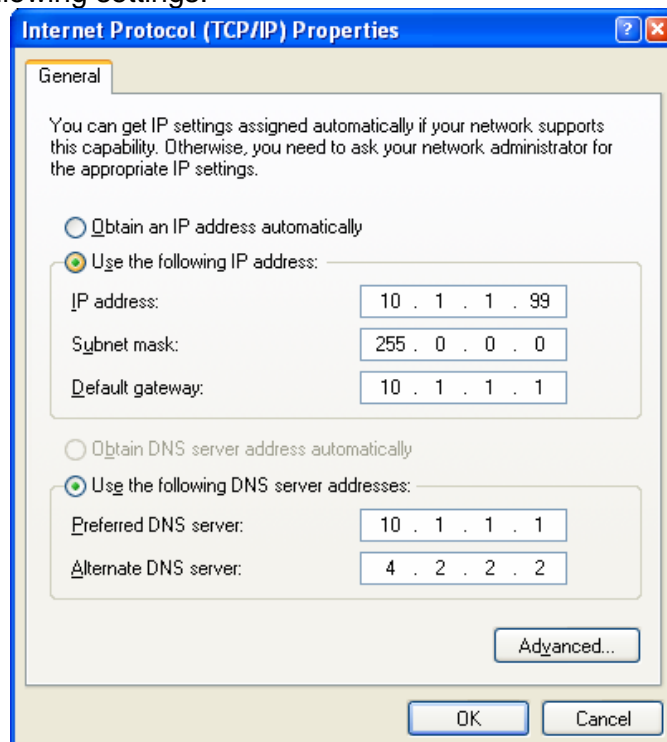 lowing settings.
Internet Protocol (TCP/IP) Properties
General
You can get IP settings assigned automatically if your network supports
this capability. Otherwise, you need to ask your network administrator for
the appropriate IP settings.
Obtain an IP address automatically
Use the following IP address:
IP address: 10 . 1 . 1 . 99
Subnet mask: 255 . 0 . 0 . 0
Default gateway: 10 . 1 . 1 . 1
Obtain DNS server address automatically
Use the following DNS server addresses:
Preferred DNS server: 10 . 1 . 1 . 1
Alternate DNS server: 4 . 2 . 2 . 2
Advanced...
OK Cancel